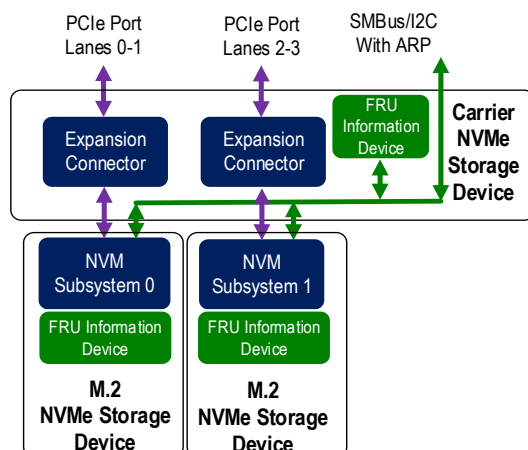 PCIe Port
Lanes 0-1
PCIe Port
Lanes 2-3
SMBus/I2C
With ARP
Expansion
Connector
Expansion
Connector
FRU
Information
Device
Carrier
NVMe
Storage
Device
NVM
Subsystem 0
FRU Information
Device
M.2
NVMe Storage
Device
NVM
Subsystem 1
FRU Information
Device
M.2
NVMe Storage
Device